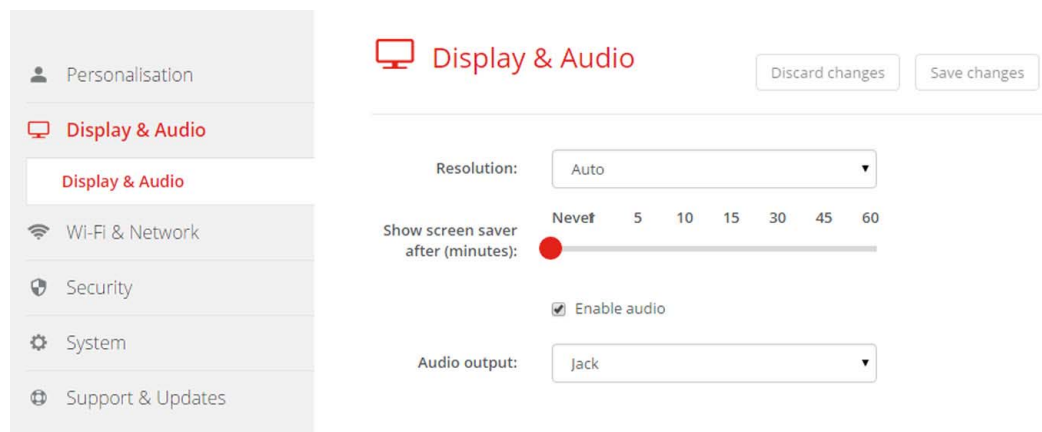 Personalisation
Display & Audio
Display & Audio
Wi-Fi & Network
Security
System
Support & Updates
Display & Audio
Discard changes
Save changes
Resolution:
Auto
Show screen saver
after (minutes):
Never 1 5 10 15 30 45 60
Enable audio
Audio output:
Jack